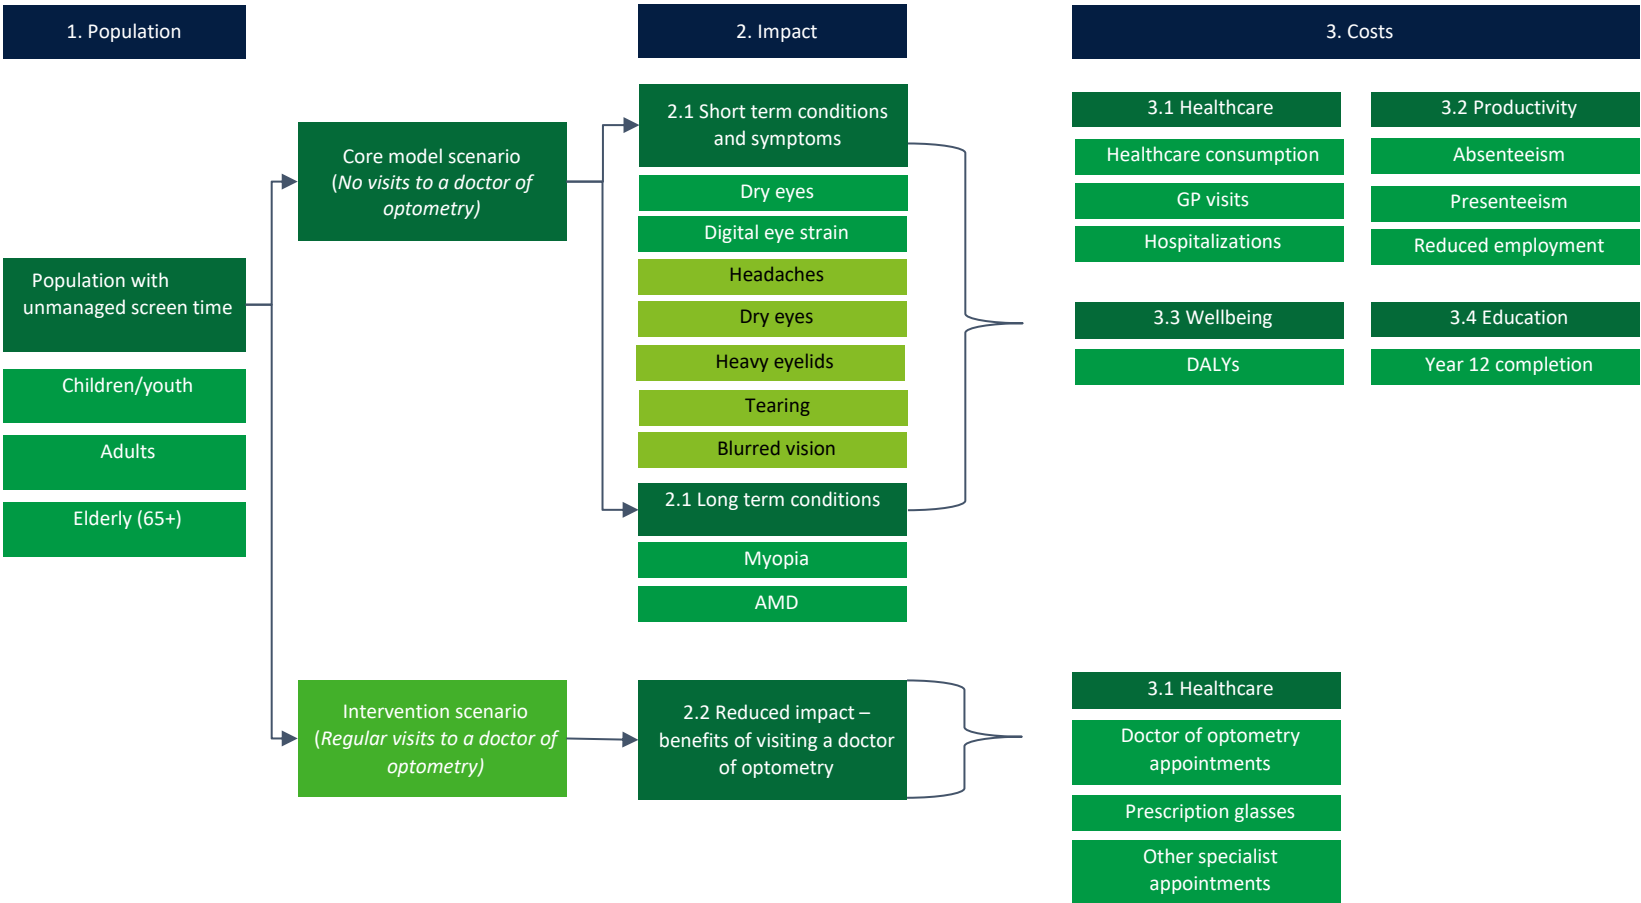 1. Population
2. Impact
3. Costs
Population with
unmanaged screen time
Children/youth
Adults
Elderly (65+)
Core model scenario
(No visits to a doctor of
optometry)
Intervention scenario
(Regular visits to a doctor of
optometry)
2.1 Short term conditions
and symptoms
Dry eyes
Digital eye strain
Headaches
Dry eyes
Heavy eyelids
Tearing
Blurred vision
2.1 Long term conditions
Myopia
AMD
2.2 Reduced impact –
benefits of visiting a doctor
of optometry
3.1 Healthcare
Healthcare consumption
GP visits
Hospitalizations
3.2 Productivity
Absenteeism
Presenteeism
Reduced employment
3.3 Wellbeing
DALYs
3.4 Education
Year 12 completion
3.1 Healthcare
Doctor of optometry
appointments
Prescription glasses
Other specialist
appointments